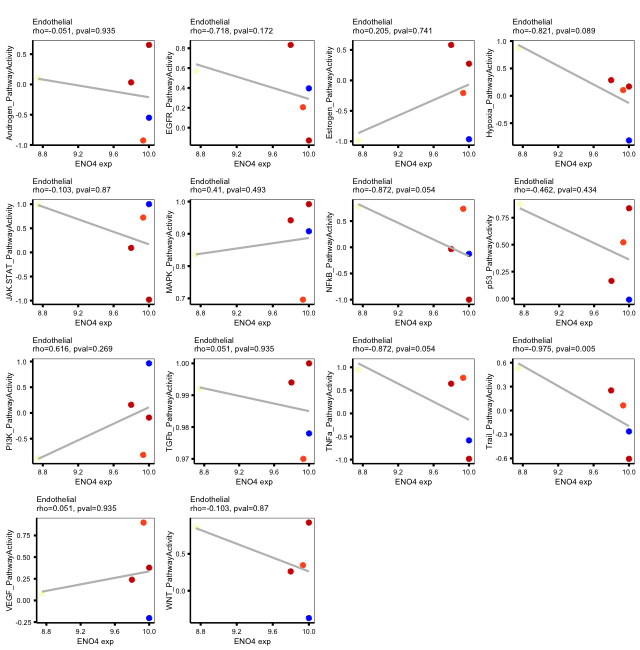 Endothelial
rho=-0.051, pval=0.935
Androgen_PathwayActivity
0.5
0.0
-0.5
-1.0
8.8
9.2
9.6
10.0
ENO4 exp
Endothelial
rho=-0.718, pval=0.172
EGFR_PathwayActivity
0.8
0.6
0.4
0.2
0.0
8.8
9.2
9.6
10.0
ENO4 exp
Endothelial
rho=0.205, pval=0.741
Estrogen_PathwayActivity
0.5
0.0
-0.5
-1.0
8.8
9.2
9.6
10.0
ENO4 exp
Endothelial
rho=-0.821, pval=0.089
Hypoxia_PathwayActivity
1.0
0.5
0.0
-0.5
8.8
9.2
9.6
10.0
ENO4 exp
Endothelial
rho=-0.103, pval=0.87
JAK-STAT_PathwayActivity
1.0
0.5
0.0
-0.5
-1.0
8.8
9.2
9.6
10.0
ENO4 exp
Endothelial
rho=0.41, pval=0.493
MAPK_PathwayActivity
1.0
0.9
0.8
0.7
8.8
9.2
9.6
10.0
ENO4 exp
Endothelial
rho=-0.872, pval=0.054
NFkB_PathwayActivity
0.5
0.0
-0.5
-1.0
8.8
9.2
9.6
10.0
ENO4 exp
Endothelial
rho=-0.462, pval=0.434
p53_PathwayActivity
0.75
0.50
0.25
0.00
8.8
9.2
9.6
10.0
ENO4 exp
Endothelial
rho=0.616, pval=0.269
PI3K_PathwayActivity
1.0
0.5
0.0
-0.5
8.8
9.2
9.6
10.0
ENO4 exp
Endothelial
rho=0.051, pval=0.935
TGFb_PathwayActivity
1.00
0.99
0.98
0.97
8.8
9.2
9.6
10.0
ENO4 exp
Endothelial
rho=-0.872, pval=0.054
TNFa_PathwayActivity
1.0
0.5
0.0
-0.5
-1.0
8.8
9.2
9.6
10.0
ENO4 exp
Endothelial
rho=-0.975, pval=0.005
Trail_PathwayActivity
0.6
0.3
0.0
-0.3
-0.6
8.8
9.2
9.6
10.0
ENO4 exp
Endothelial
rho=0.051, pval=0.935
VEGF_PathwayActivity
0.75
0.50
0.25
0.00
-0.25
8.8
9.2
9.6
10.0
ENO4 exp
Endothelial
rho=-0.103, pval=0.87
WNT_PathwayActivity
0.5
0.0
8.8
9.2
9.6
10.0
ENO4 exp